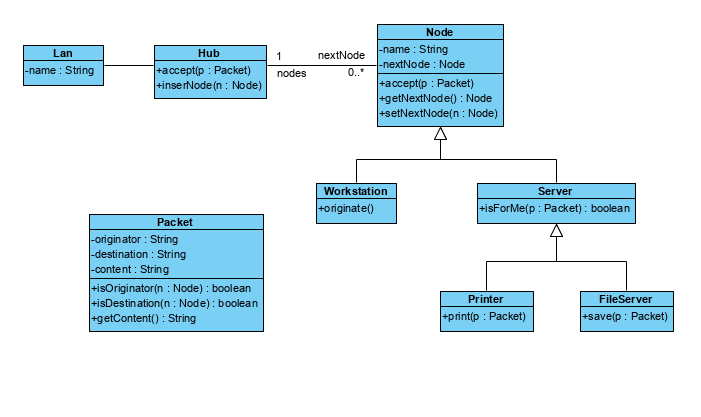 Lan
-name : String
Hub
+accept(p : Packet)
+inserNode(n : Node)
1
nodes
nextNode
0..*
Node
-name : String
-nextNode : Node
+accept(p : Packet)
+getNextNode() : Node
+setNextNode(n : Node)
Workstation
+originate()
Server
+isForMe(p : Packet) : boolean
Packet
-originator : String
-destination : String
-content : String
+isOriginator(n : Node) : boolean
+isDestination(n : Node) : boolean
+getContent() : String
Printer
+print(p : Packet)
FileServer
+save(p : Packet)